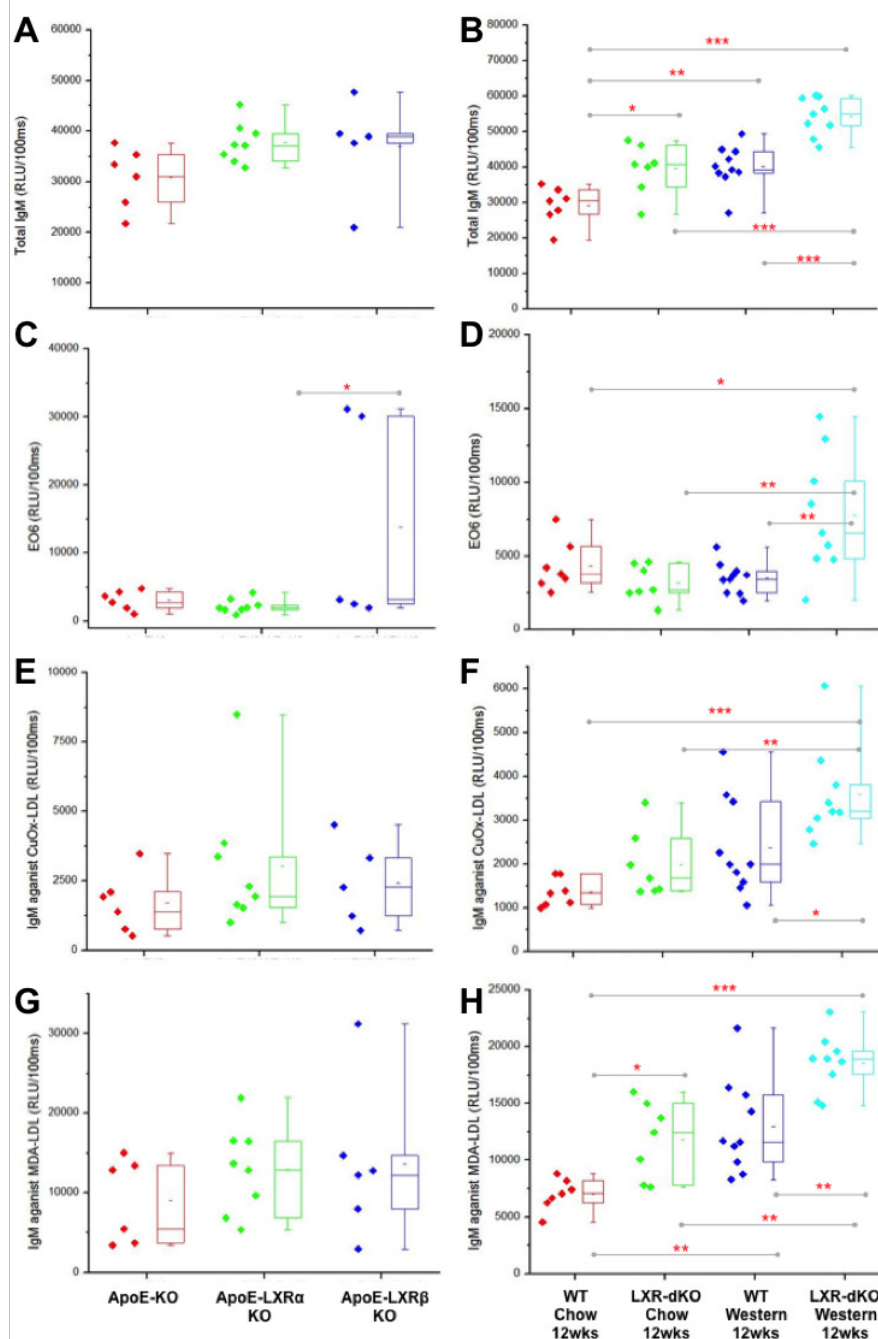 A
B
60000
50000
40000
30000
20000
10000
Total IgM (RLU/100ms)
80000
70000
60000
50000
40000
30000
20000
10000
0
Total IgM (RLU/100ms)
***
**
*
***
***
C
D
40000
30000
20000
10000
0
EO6 (RLU/100ms)
*
20000
15000
10000
5000
0
EO6 (RLU/100ms)
*
**
**
E
F
10000
7500
5000
2500
0
IgM aganist CuOx-LDL (RLU/100ms)
6000
5000
4000
3000
2000
1000
0
IgM aganist CuOx-LDL (RLU/100ms)
***
**
*
G
H
30000
20000
10000
0
IgM aganist MDA-LDL (RLU/100ms)
25000
20000
15000
10000
5000
0
IgM aganist MDA-LDL (RLU/100ms)
***
*
**
**
**
ApoE-KO
ApoE-LXRα
KO
ApoE-LXRβ
KO
WT
Chow
12wks
LXR-dKO
Chow
12wks
WT
Western
12wks
LXR-dKO
Western
12wks